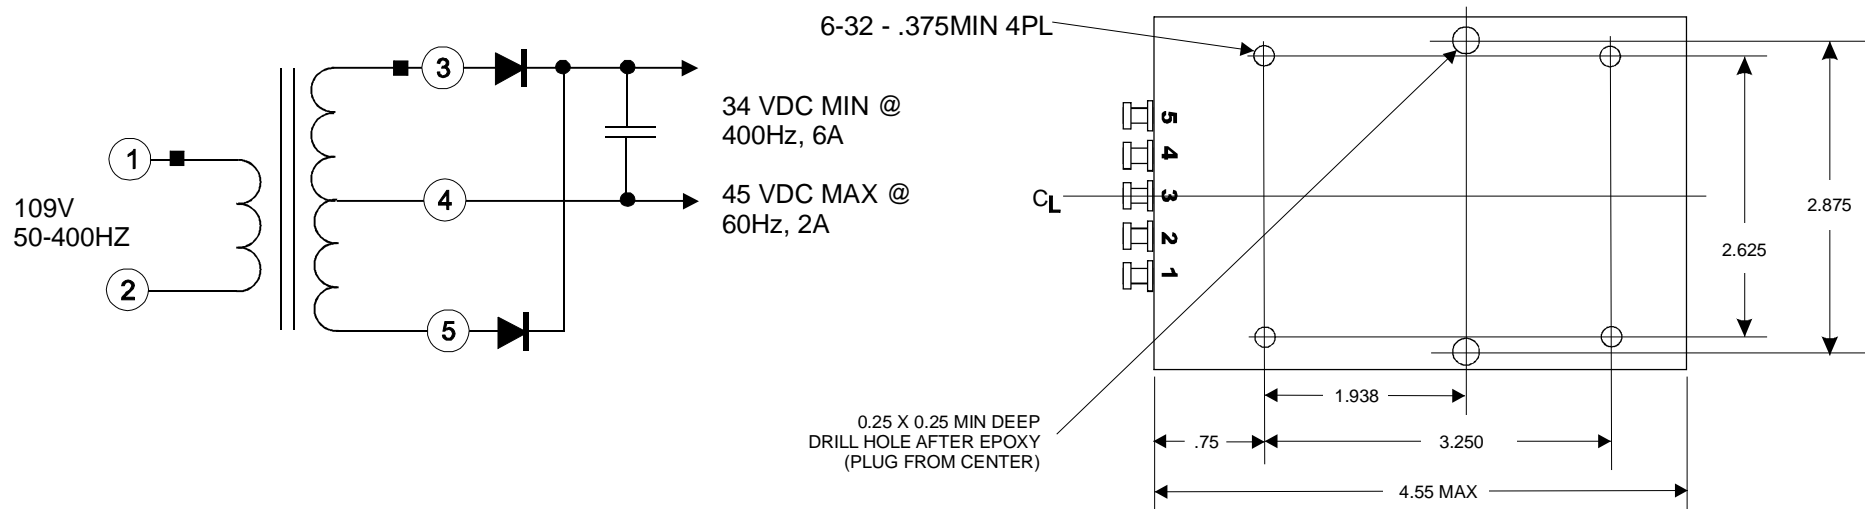 1
2
109V
50-400HZ
3
4
5
34 VDC MIN @
400Hz, 6A
45 VDC MAX @
60Hz, 2A
6-32 - .375MIN 4PL
5
4
3
2
1
CL
2.875
2.625
1.938
0.25 X 0.25 MIN DEEP
DRILL HOLE AFTER EPOXY
(PLUG FROM CENTER)
.75
3.250
4.55 MAX